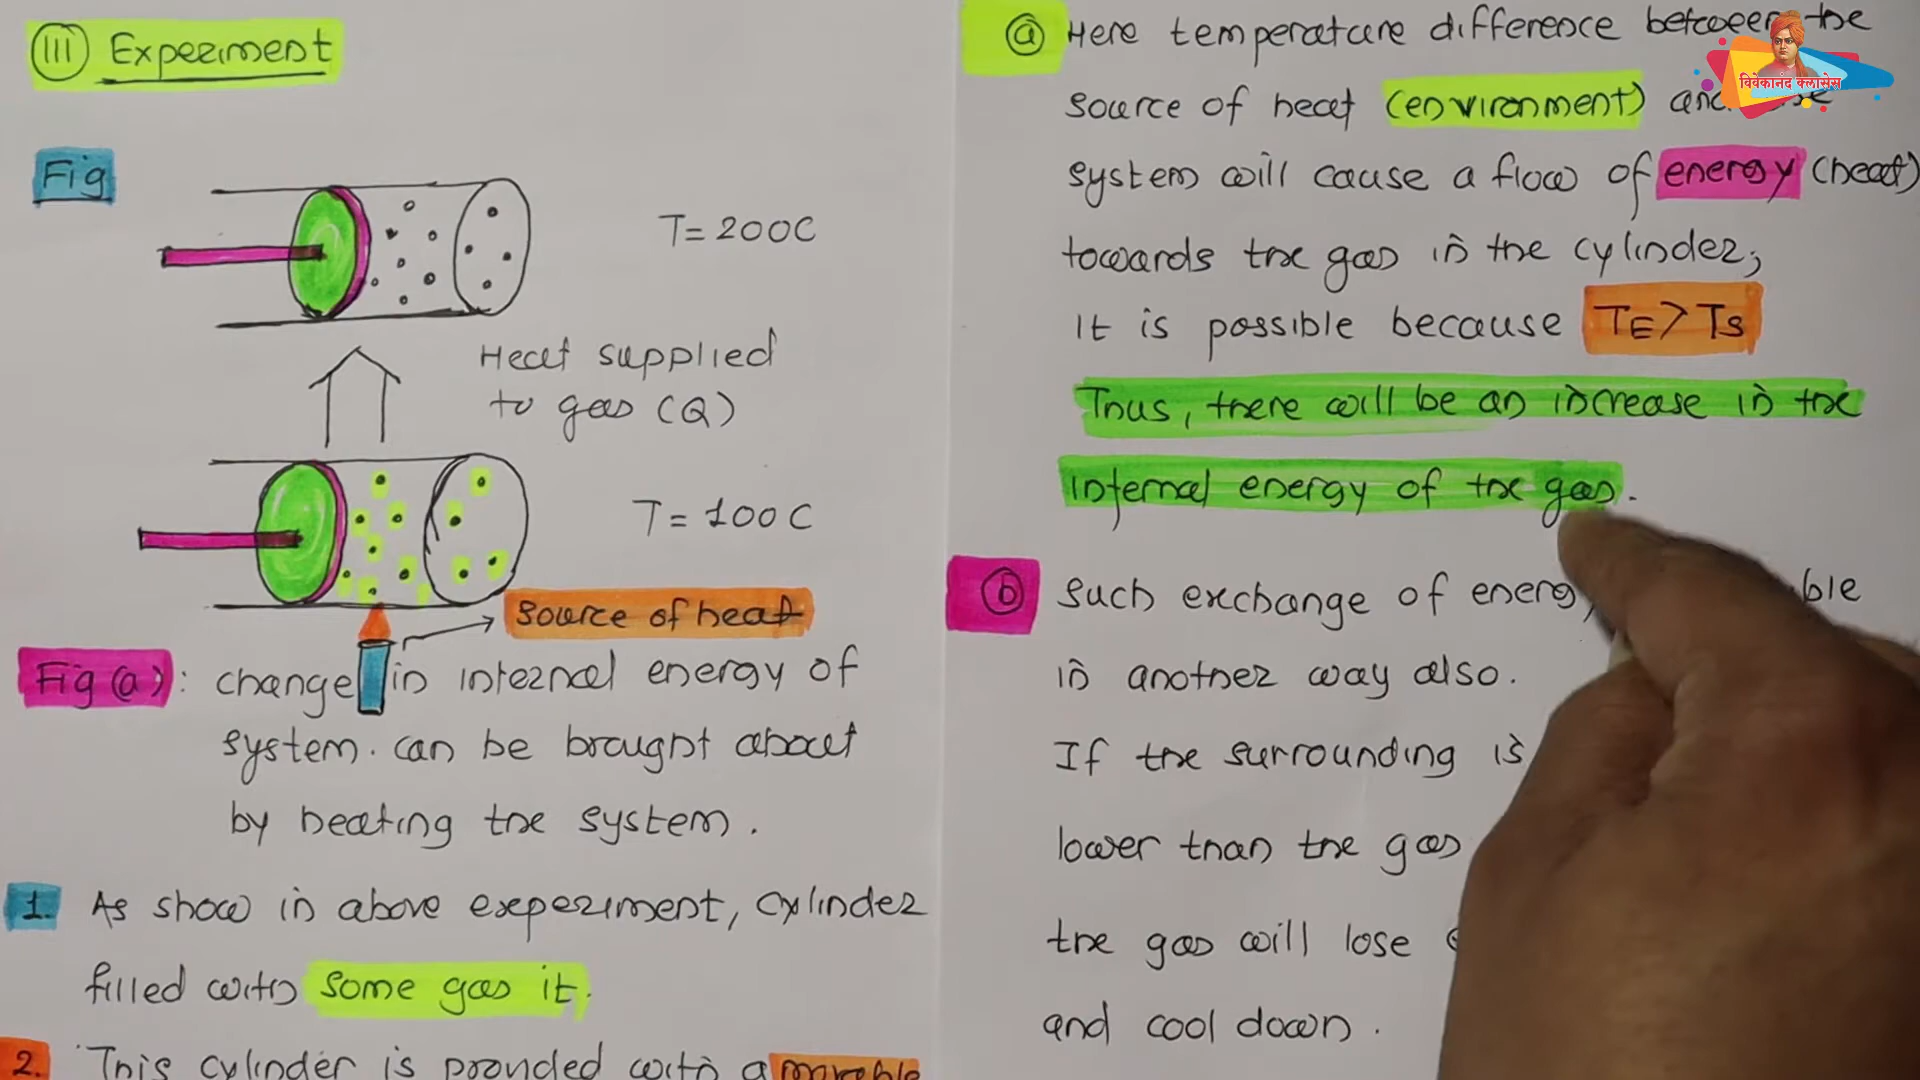 III Experiment
Fig
T= 200C
Heat supplied
to gas (Q)
T= 100C
source of heat
Fig (a): change in internal energy of
system. can be brought about
by heating the system.
1. As show in above experiment, cylinder
filled with some gas it.
2. This cylinder is provided with a movable
a Here temperature difference between the
source of heat (environment) and
system will cause a flow of energy (heat)
towards the gas in the cylinder;
It is possible because TE > Ts
Thus, there will be an increase in the
internal energy of the gas.
b Such exchange of energy
in another way also.
If the surrounding is
lower than the gas
the gas will lose
and cool down.
विवेकानंद क्लासेस